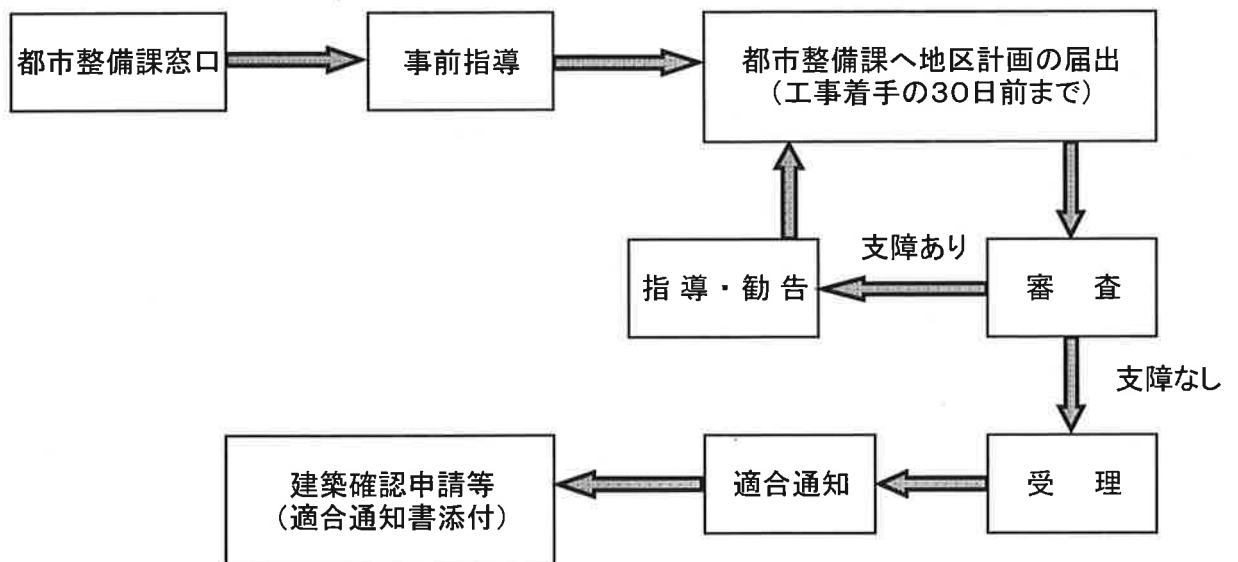 都市整備課窓口
事前指導
都市整備課へ地区計画の届出
（工事着手の３０日前まで）
支障あり
指 導 ・ 勧 告
審　査
支障なし
建築確認申請等
（適合通知書添付）
適合通知
受　理